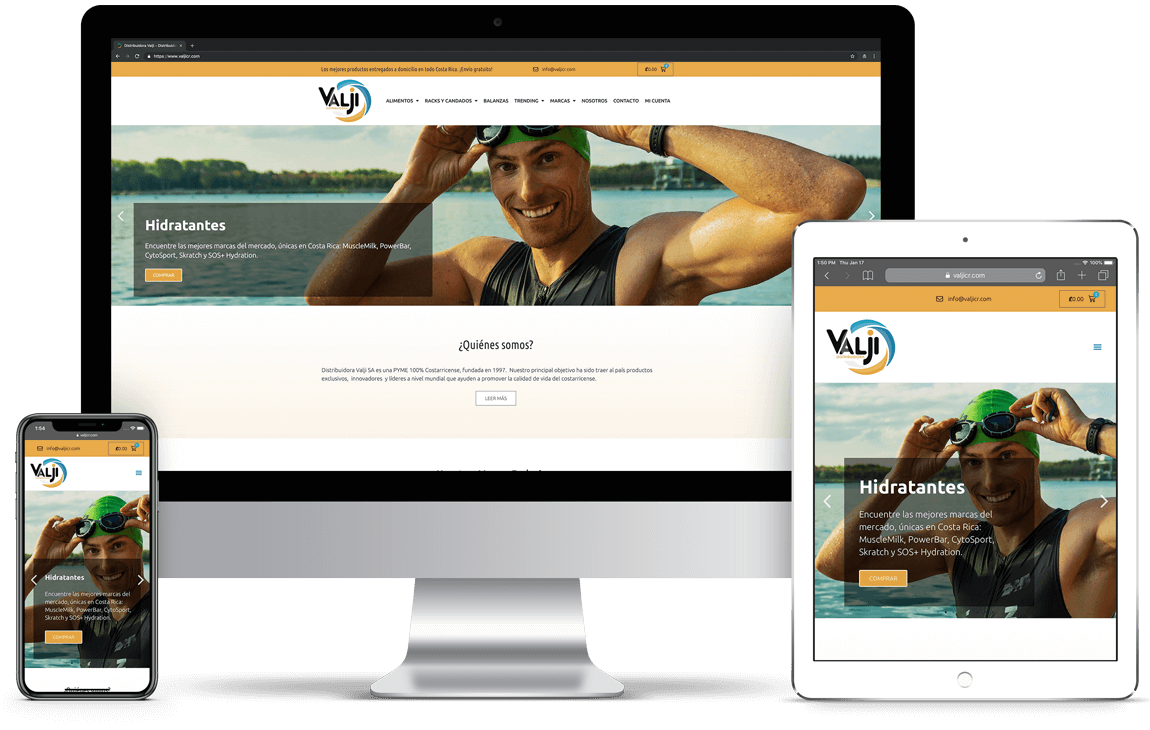 Distribuidora Valji - Distribuid
https://www.valjicr.com
Los mejores productos entregados a domicilio en todo Costa Rica. ¡Envío gratuito!
info@valjicr.com
₡0.00
VALJI
ALIMENTOS
RACKS Y CANDADOS
BALANZAS
TRENDING
MARCAS
NOSOTROS
CONTACTO
MI CUENTA
Hidratantes
Encuentre las mejores marcas del mercado, únicas en Costa Rica: MuscleMilk, PowerBar,
CytoSport, Skratch y SOS+ Hydration.
COMPRAR
¿Quiénes somos?
Distribuidora Valji SA es una PYME 100% Costarricense, fundada en 1997. Nuestro principal objetivo ha sido traer al país productos
exclusivos, innovadores y líderes a nivel mundial que ayuden a promover la calidad de vida del costarricense.
LEER MÁS
1:50 PM Thu Jan 17
100%
valjicr.com
info@valjicr.com
₡0.00
VALJI
Hidratantes
Encuentre las mejores marcas del
mercado, únicas en Costa Rica:
MuscleMilk, PowerBar, CytoSport,
Skratch y SOS+ Hydration.
COMPRAR
1:54
valjicr.com
info@valjicr.com
₡0.00
VALJI
Hidratantes
Encuentre las mejores marcas del
mercado, únicas en Costa Rica:
MuscleMilk, PowerBar, CytoSport,
Skratch y SOS+ Hydration.
COMPRAR